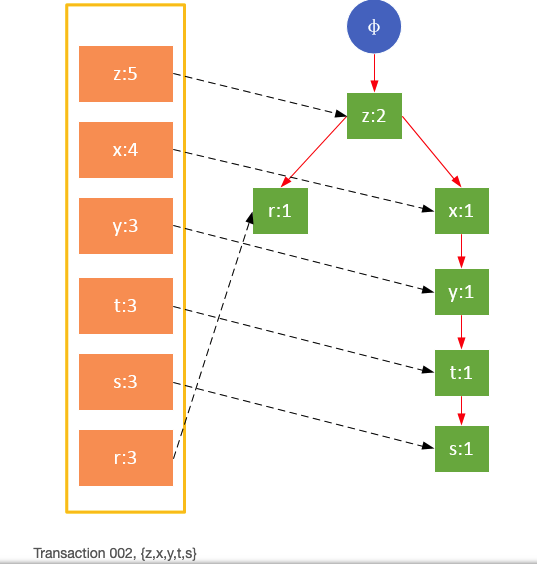 ϕ
z:5
z:2
x:4
r:1
x:1
y:3
y:1
t:3
t:1
s:3
s:1
r:3
Transaction 002, {z,x,y,t,s}